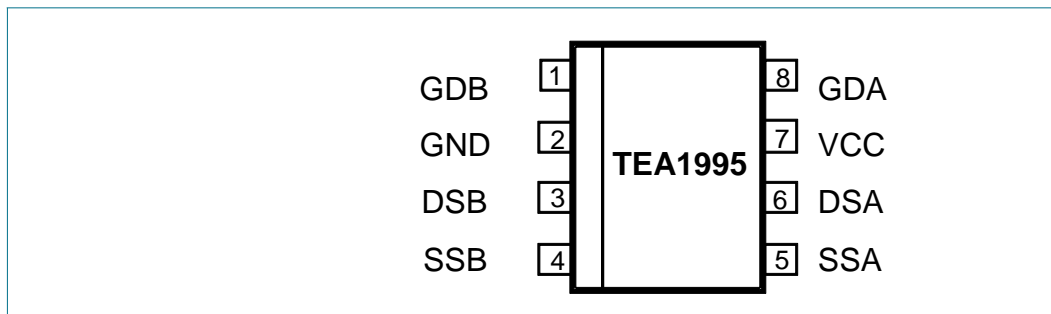 GDB 1 8 GDA
GND 2 7 VCC
TEA1995
DSB 3 6 DSA
SSB 4 5 SSA